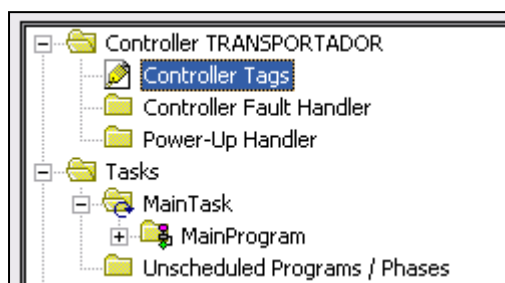 Controller TRANSPORTADOR
Controller Tags
Controller Fault Handler
Power-Up Handler
Tasks
MainTask
MainProgram
Unscheduled Programs / Phases